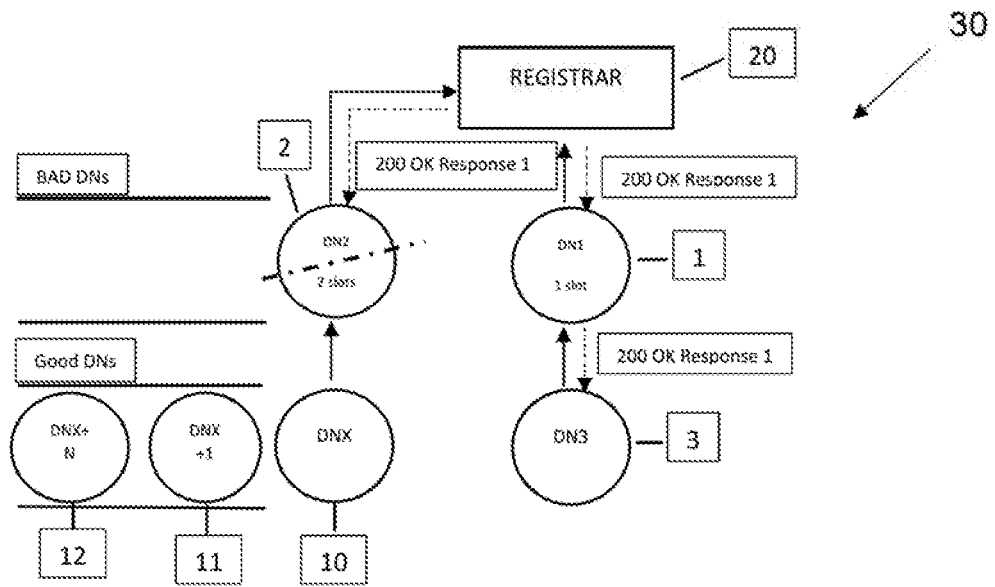 30
REGISTRAR
20
2
200 OK Response 1
200 OK Response 1
BAD DNs
DN2
2 slots
DN1
1 slot
1
Good DNs
200 OK Response 1
DNX+
N
DNX
+1
DNX
DN3
3
12
11
10